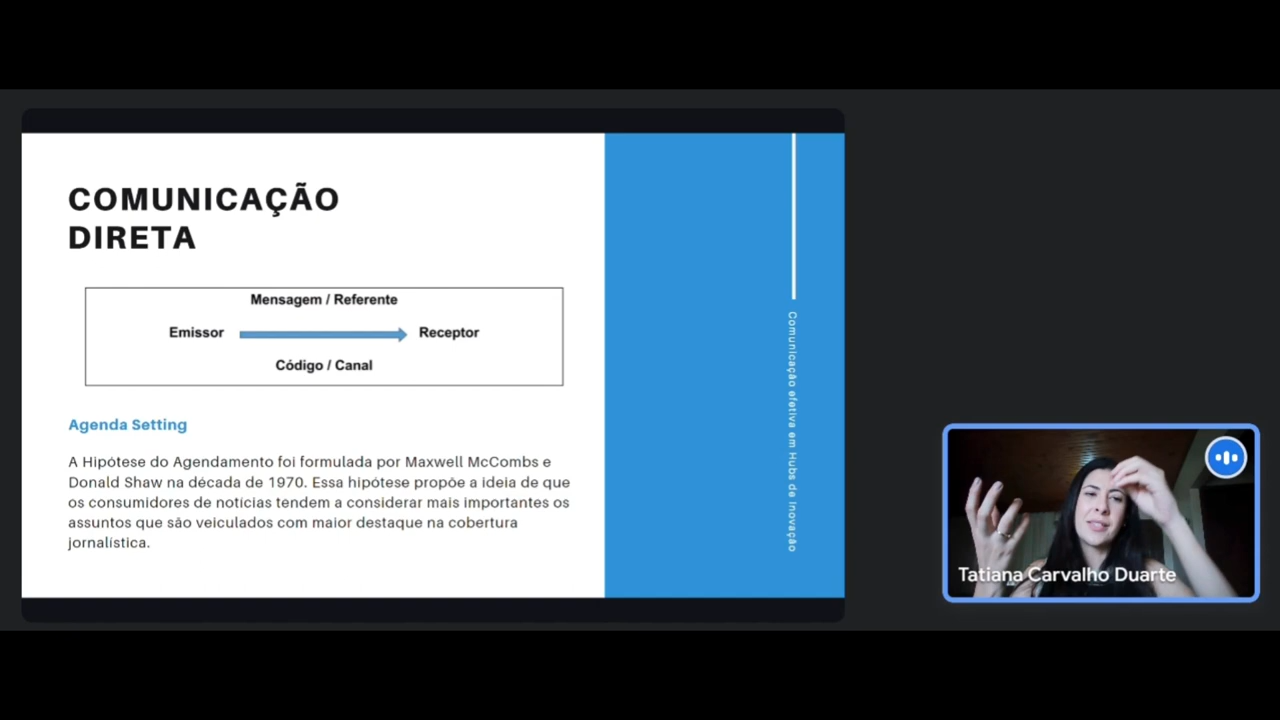 COMUNICAÇÃO
DIRETA
Mensagem / Referente
Emissor
Receptor
Código / Canal
Agenda Setting
A Hipótese do Agendamento foi formulada por Maxwell McCombs e
Donald Shaw na década de 1970. Essa hipótese propõe a ideia de que
os consumidores de notícias tendem a considerar mais importantes os
assuntos que são veiculados com maior destaque na cobertura
jornalística.
Comunicação efetiva em Hubs de Inovação
Tatiana Carvalho Duarte